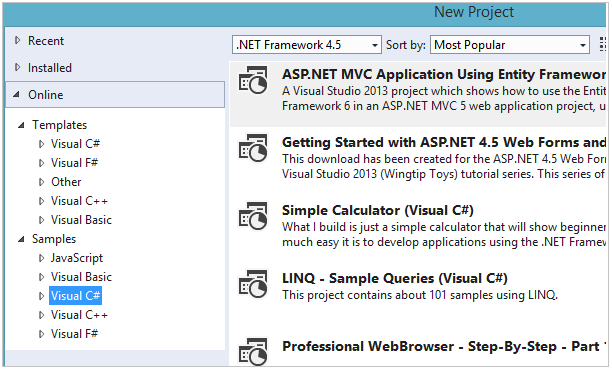 New Project
Recent
Installed
Online
Templates
Visual C#
Visual F#
Other
Visual C++
Visual Basic
Samples
JavaScript
Visual Basic
Visual C#
Visual C++
Visual F#
.NET Framework 4.5
Sort by: Most Popular
ASP.NET MVC Application Using Entity Framewor
A Visual Studio 2013 project which shows how to use the Entit
Framework 6 in an ASP.NET MVC 5 web application project, u
Getting Started with ASP.NET 4.5 Web Forms and
This download has been created for the ASP.NET 4.5 Web For
Visual Studio 2013 (Wingtip Toys) tutorial series. This series of
Simple Calculator (Visual C#)
What I build is just a simple calculator that will show beginner
much easy it is to develop applications using the .NET Framew
LINQ - Sample Queries (Visual C#)
This project contains about 101 samples using LINQ.
Professional WebBrowser - Step-By-Step - Part